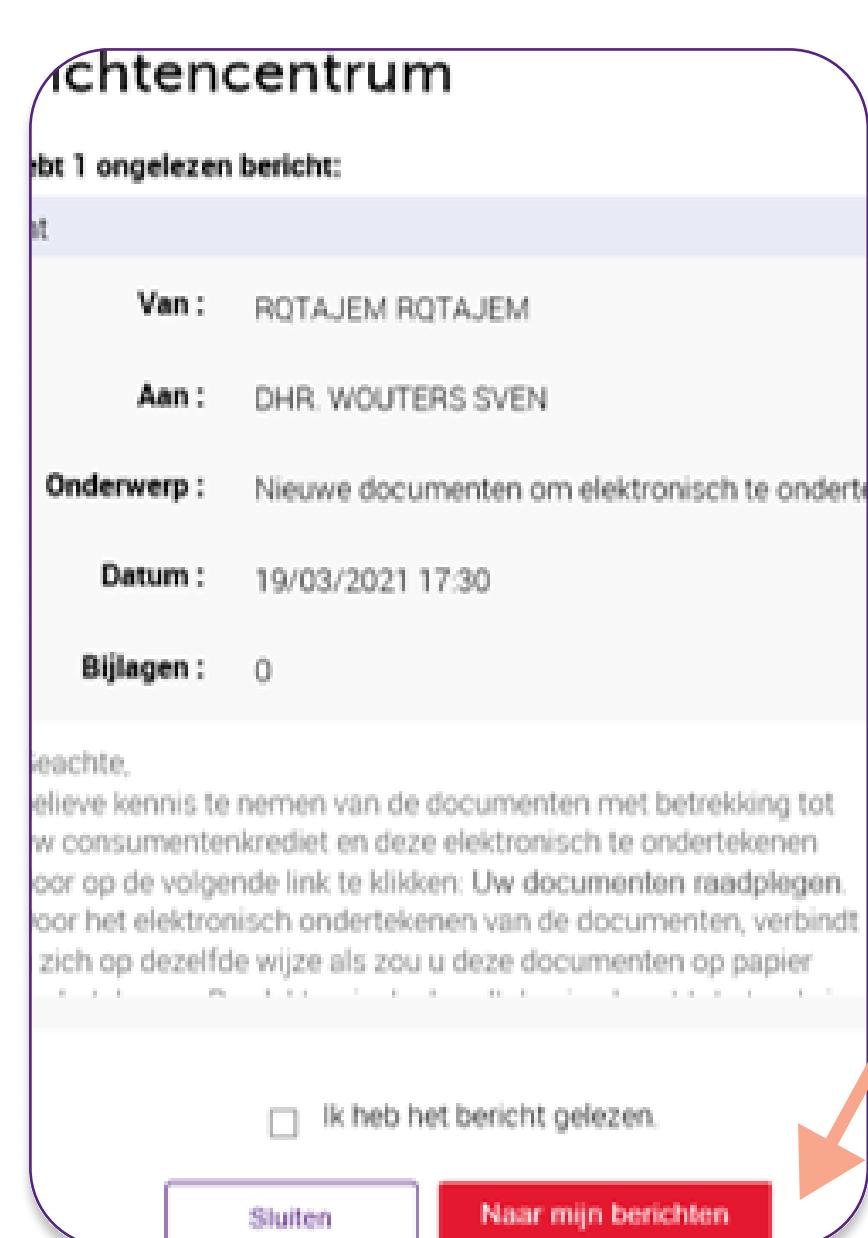 ichtencentrum
ebt 1 ongelezen bericht:
Van : RQTAJEM RQTAJEM
Aan : DHR. WOUTERS SVEN
Onderwerp : Nieuwe documenten om elektronisch te onderte
Datum : 19/03/2021 17:30
Bijlagen : 0
eachte,
elieve kennis te nemen van de documenten met betrekking tot
w consumentenkrediet en deze elektronisch te ondertekenen
oor op de volgende link te klikken: Uw documenten raadplegen.
oor het elektronisch ondertekenen van de documenten, verbindt
zich op dezelfde wijze als zou u deze documenten op papier
Ik heb het bericht gelezen.
Sluiten
Naar mijn berichten